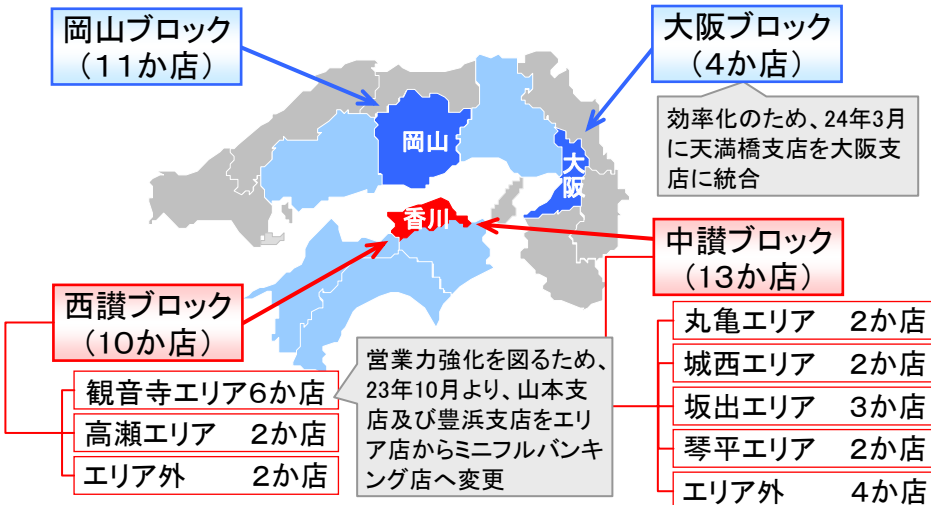 岡山ブロック
(11か店)
大阪ブロック
(4か店)
効率化のため、24年3月
に天満橋支店を大阪支
店に統合
岡山
大阪
香川
中讃ブロック
(13か店)
西讃ブロック
(10か店)
観音寺エリア6か店
高瀬エリア 2か店
エリア外 2か店
営業力強化を図るため、
23年10月より、山本支
店及び豊浜支店をエリ
ア店からミニフルバンキ
ング店へ変更
丸亀エリア 2か店
城西エリア 2か店
坂出エリア 3か店
琴平エリア 2か店
エリア外 4か店